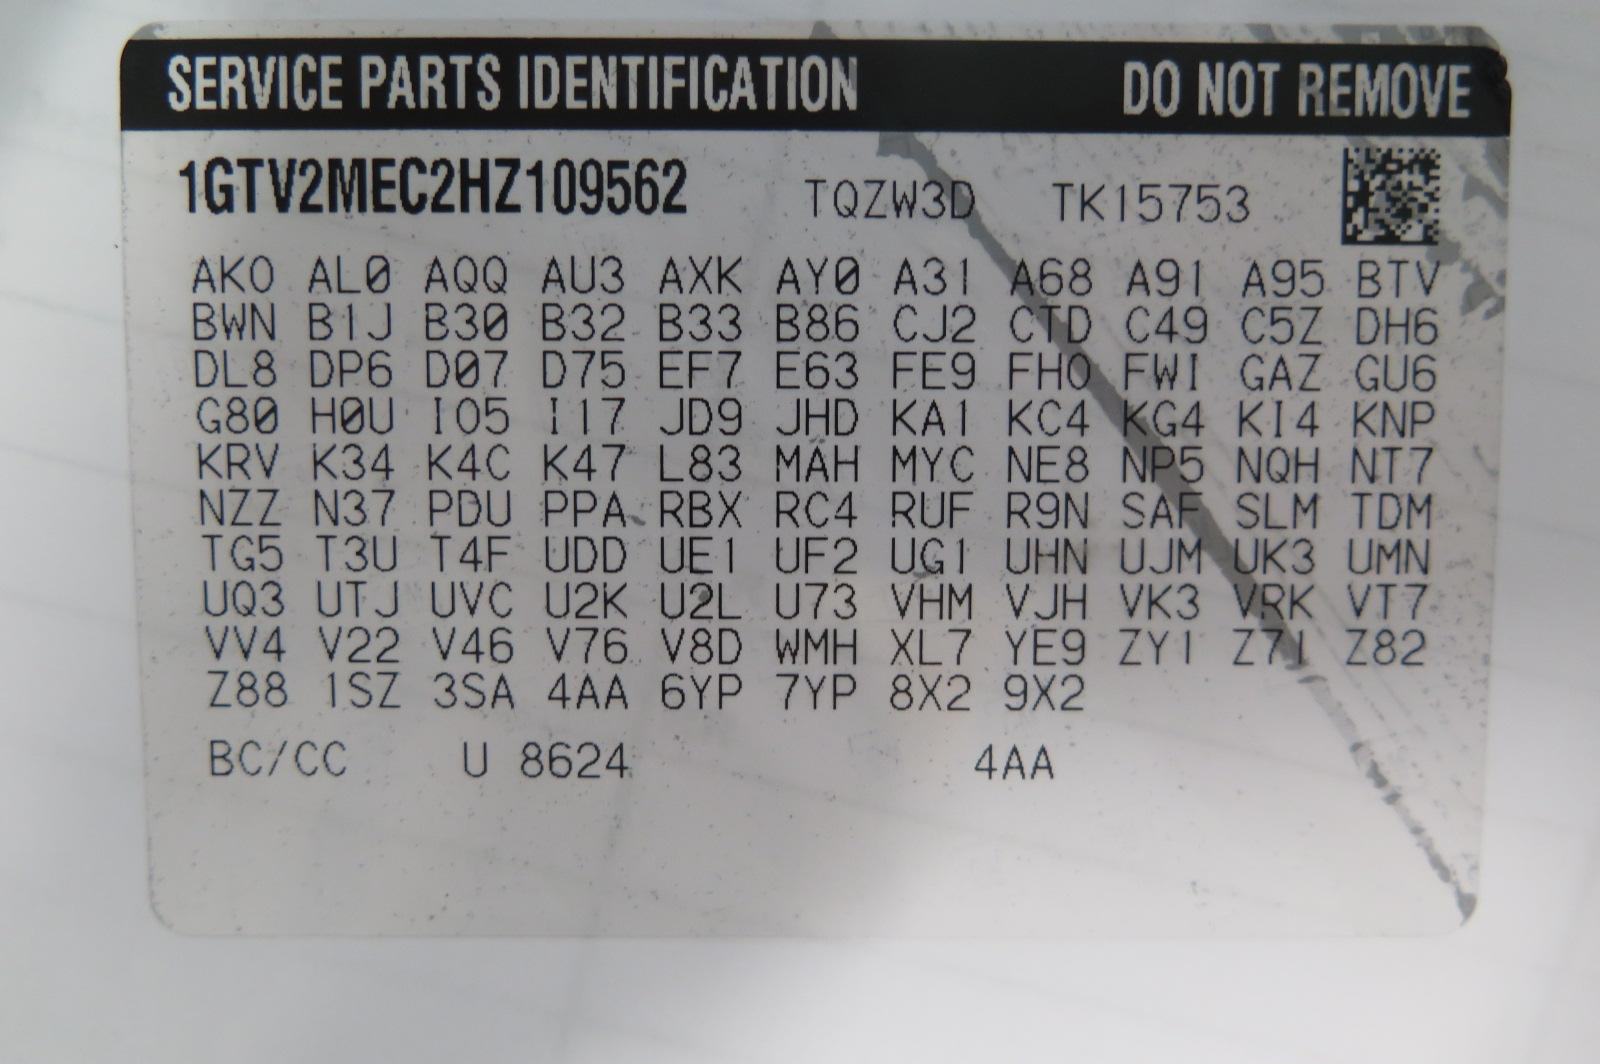 SERVICE PARTS IDENTIFICATION DO NOT REMOVE
1GTV2MEC2HZ109562 TQZW3D TK15753
AKO AL0 AQQ AU3 AXK AY0 A31 A68 A91 A95 BTV
BWN B1J B30 B32 B33 B86 CJ2 CTD C49 C5Z DH6
DL8 DP6 D07 D75 EF7 E63 FE9 FHO FWI GAZ GU6
G80 H0U IO5 I17 JD9 JHD KA1 KC4 KG4 KI4 KNP
KRV K34 K4C K47 L83 MAH MYC NE8 NP5 NQH NT7
NZZ N37 PDU PPA RBX RC4 RUF R9N SAF SLM TDM
TG5 T3U T4F UDD UE1 UF2 UG1 UHN UJM UK3 UMN
UQ3 UTJ UVC U2K U2L U73 VHM VJH VK3 VRK VT7
VV4 V22 V46 V76 V8D WMH XL7 YE9 ZY1 Z71 Z82
Z88 1SZ 3SA 4AA 6YP 7YP 8X2 9X2
BC/CC U 8624 4AA